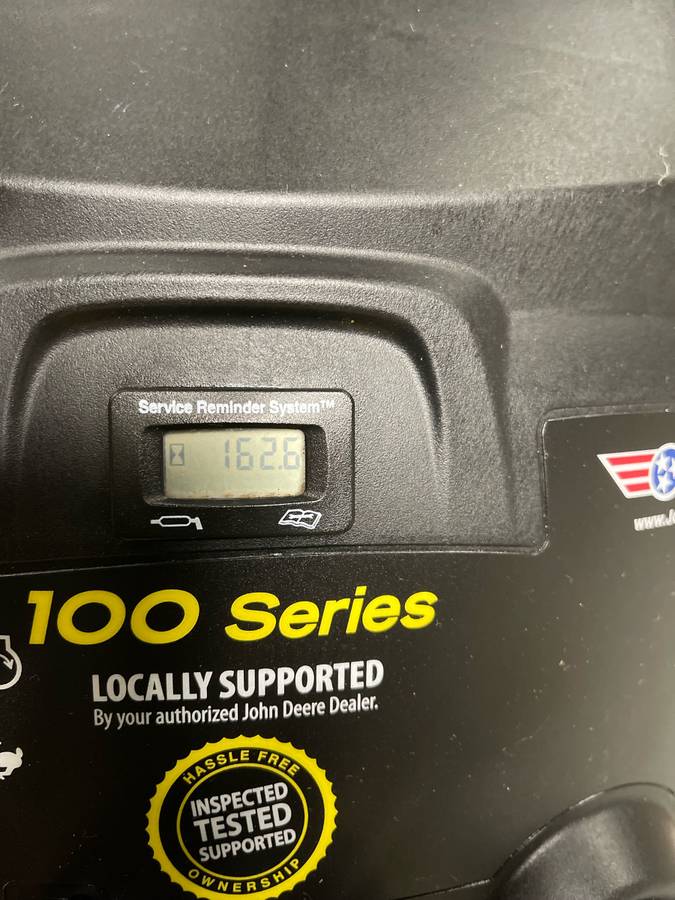 Service Reminder System™
162.6
www.J
100 Series
LOCALLY SUPPORTED
By your authorized John Deere Dealer.
HASSLE FREE
INSPECTED
TESTED
SUPPORTED
OWNERSHIP